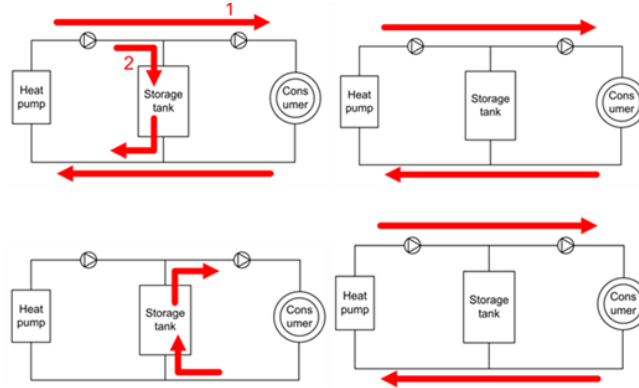 1
2
Heat
pump
Storage
tank
Cons
umer
Heat
pump
Storage
tank
Cons
umer
Heat
pump
Storage
tank
Cons
umer
Heat
pump
Storage
tank
Cons
umer